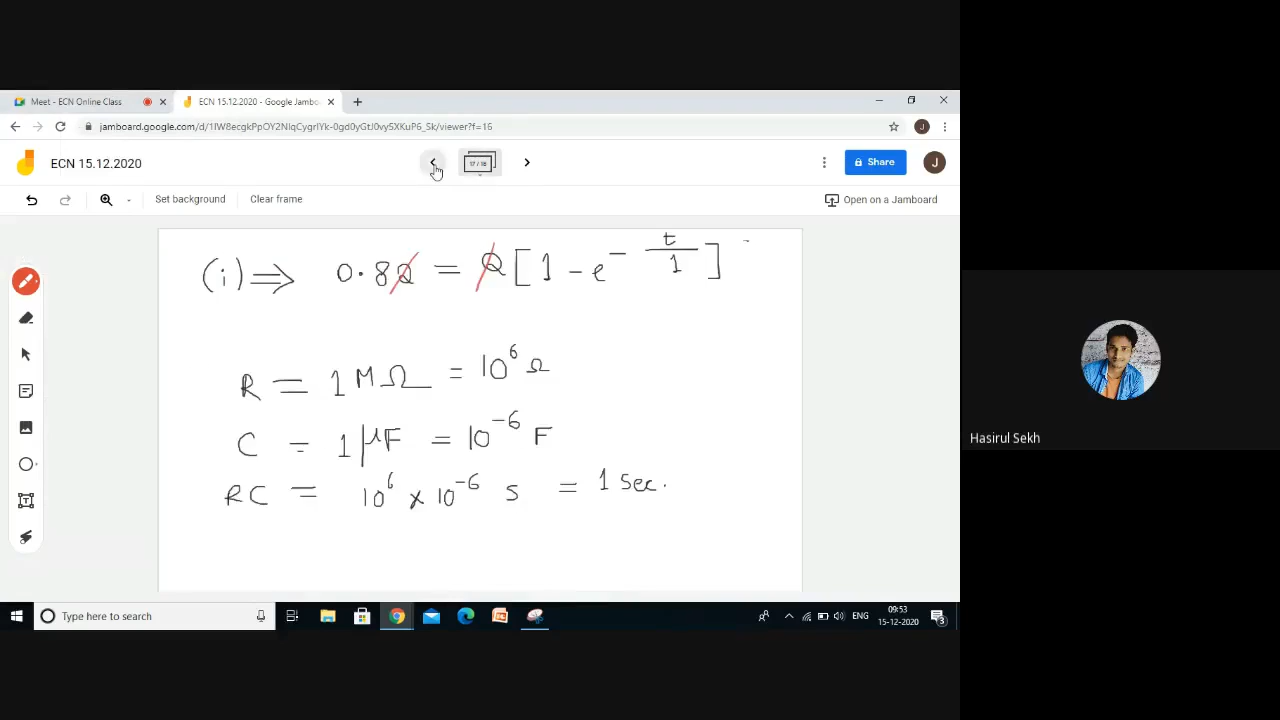 Meet - ECN Online Class
ECN 15.12.2020 - Google Jambo
jamboard.google.com/d/
/viewer?f=16
J
ECN 15.12.2020
17 / 18
Share
J
Set background
Clear frame
Open on a Jamboard
(i) ⇒ 0.8Q = Q [ 1 - e^{- t/1} ]
R = 1 MΩ = 10^6 Ω
C = 1 μF = 10^{-6} F
RC = 10^6 × 10^{-6} S = 1 Sec.
Hasirul Sekh
Type here to search
ENG
09:53
15-12-2020
3